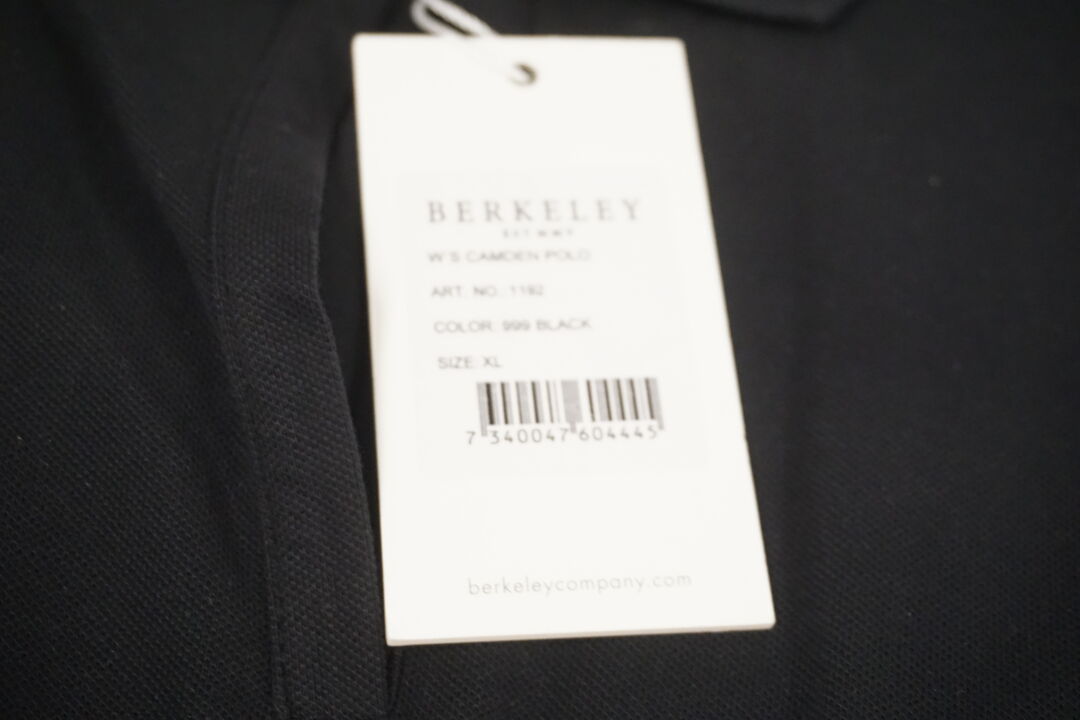 BERKELEY
W'S CAMDEN POLO
ART. NO.: 1192
COLOR: 999 BLACK
SIZE: XL
7 340047 604445
berkeleycompany.com